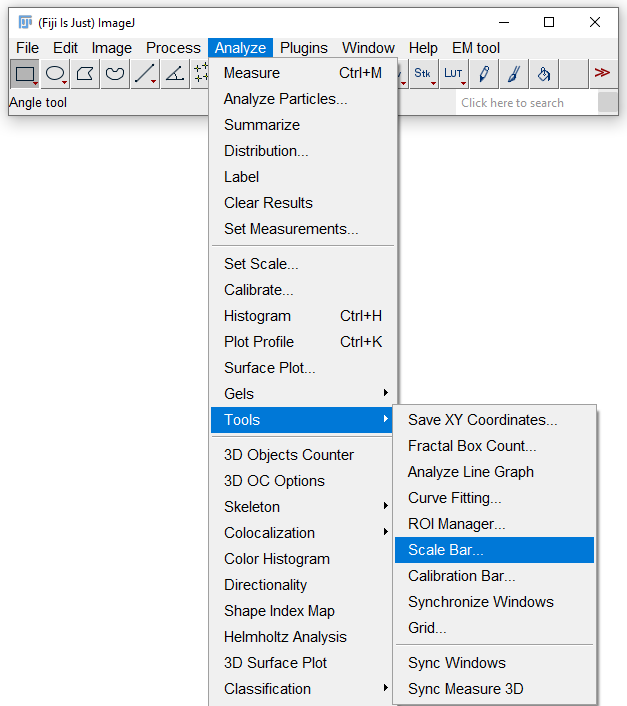 (Fiji Is Just) ImageJ
File Edit Image Process Analyze Plugins Window Help EM tool
Stk LUT >>
Angle tool
Click here to search
Measure Ctrl+M
Analyze Particles...
Summarize
Distribution...
Label
Clear Results
Set Measurements...
Set Scale...
Calibrate...
Histogram Ctrl+H
Plot Profile Ctrl+K
Surface Plot...
Gels
Tools
3D Objects Counter
3D OC Options
Skeleton
Colocalization
Color Histogram
Directionality
Shape Index Map
Helmholtz Analysis
3D Surface Plot
Classification
Save XY Coordinates...
Fractal Box Count...
Analyze Line Graph
Curve Fitting...
ROI Manager...
Scale Bar...
Calibration Bar...
Synchronize Windows
Grid...
Sync Windows
Sync Measure 3D